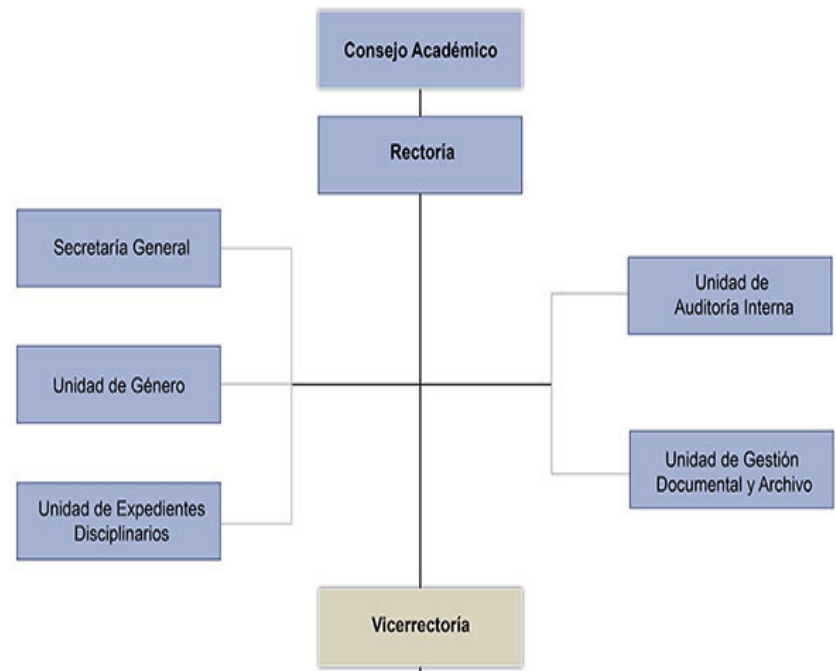 Consejo Académico
Rectoría
Secretaría General
Unidad de Género
Unidad de Expedientes
Disciplinarios
Unidad de
Auditoría Interna
Unidad de Gestión
Documental y Archivo
Vicerrectoría